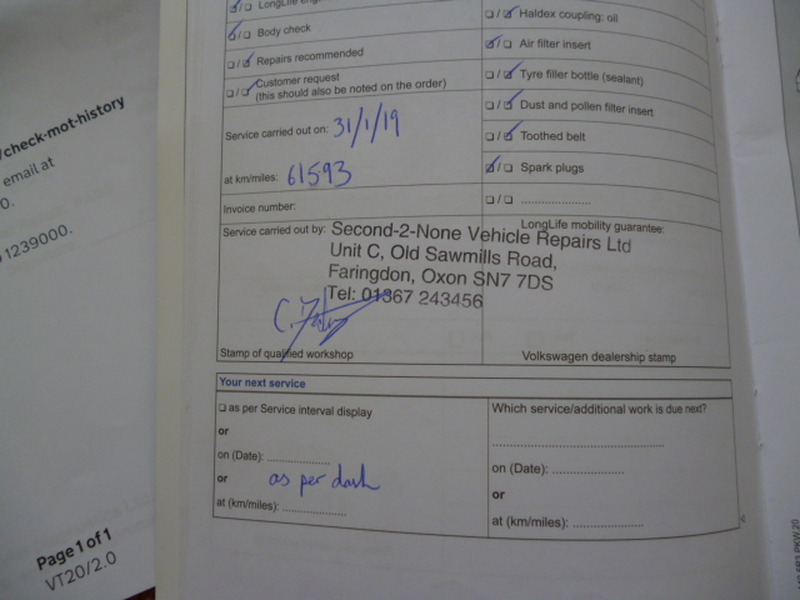 /check-mot-history
email at
0.
1239000.
Page 1 of 1
VT20/2.0
LongLife
Body check
Repairs recommended
Customer request
(this should also be noted on the order)
Service carried out on: 31/1/19
at km/miles: 61593
Invoice number:
Haldex coupling: oil
Air filter insert
Tyre filler bottle (sealant)
Dust and pollen filter insert
Toothed belt
Spark plugs
Service carried out by: Second-2-None Vehicle Repairs Ltd
Unit C, Old Sawmills Road,
Faringdon, Oxon SN7 7DS
Tel: 01367 243456
LongLife mobility guarantee:
Stamp of qualified workshop
Volkswagen dealership stamp
Your next service
as per Service interval display
or
on (Date):
or as per dash
at (km/miles):
Which service/additional work is due next?
on (Date):
or
at (km/miles):